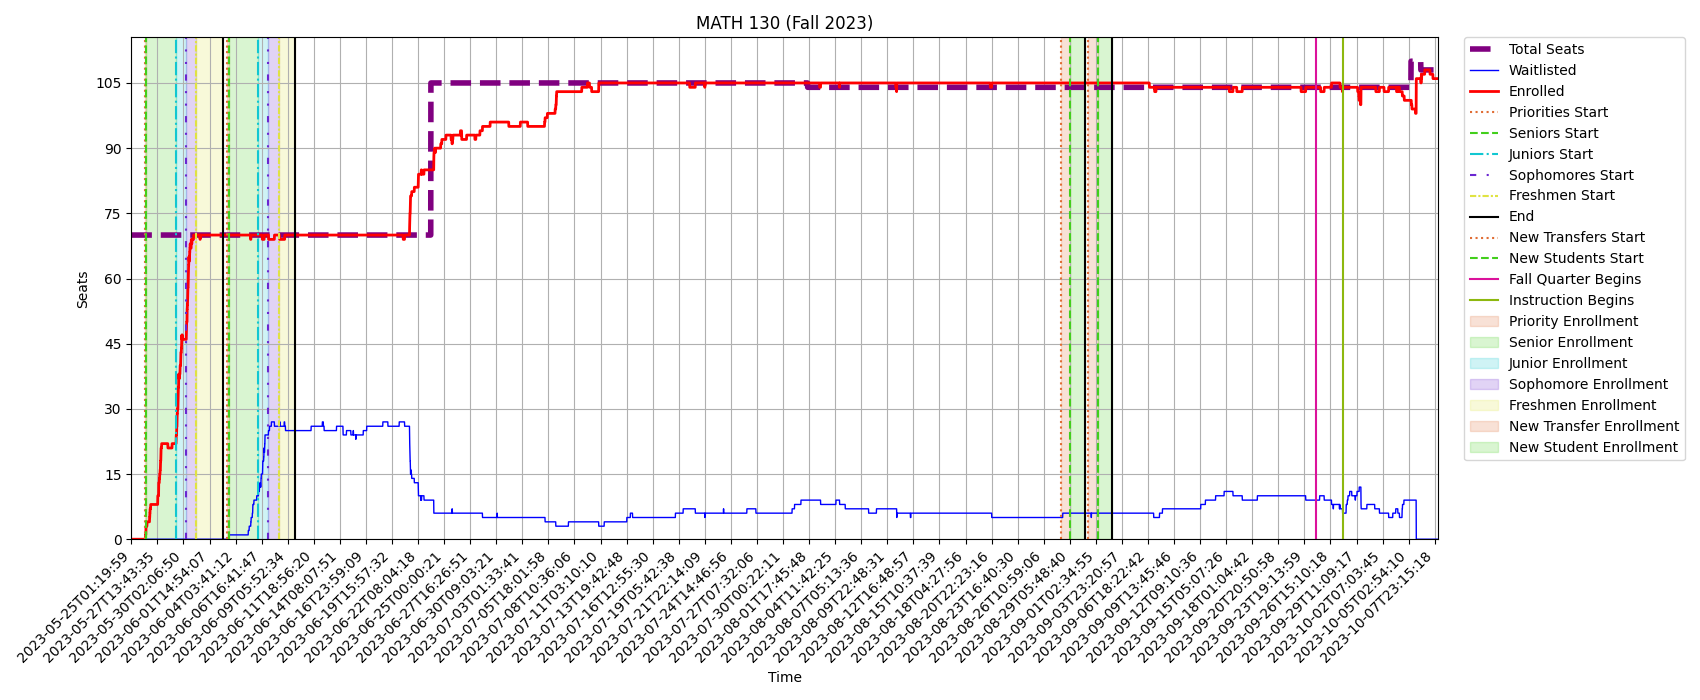 MATH 130 (Fall 2023)
Seats
105
90
75
60
45
30
15
0
2023-05-25T01:19:59
2023-05-27T13:43:35
2023-05-30T02:06:50
2023-06-01T14:54:07
2023-06-04T03:41:12
2023-06-06T16:41:47
2023-06-09T05:52:34
2023-06-11T18:56:20
2023-06-14T08:07:51
2023-06-16T23:59:09
2023-06-19T15:57:32
2023-06-22T08:04:18
2023-06-25T00:00:21
2023-06-27T16:26:51
2023-06-30T09:03:21
2023-07-03T01:33:41
2023-07-05T18:01:58
2023-07-08T10:36:06
2023-07-11T03:10:10
2023-07-13T19:42:48
2023-07-16T12:55:30
2023-07-19T05:42:38
2023-07-21T22:14:09
2023-07-24T14:46:56
2023-07-27T07:32:06
2023-07-30T00:22:11
2023-08-01T17:45:48
2023-08-04T11:42:25
2023-08-07T05:13:36
2023-08-09T22:48:31
2023-08-12T16:48:57
2023-08-15T10:37:39
2023-08-18T04:27:56
2023-08-20T22:23:16
2023-08-23T16:40:30
2023-08-26T10:59:06
2023-08-29T05:48:40
2023-09-01T02:34:55
2023-09-03T23:20:57
2023-09-06T18:22:42
2023-09-09T13:45:46
2023-09-12T09:10:36
2023-09-15T05:07:26
2023-09-18T01:04:42
2023-09-20T20:50:58
2023-09-23T19:13:59
2023-09-26T15:10:18
2023-09-29T11:09:17
2023-10-02T07:03:45
2023-10-05T02:54:10
2023-10-07T23:15:18
Time
Total Seats
Waitlisted
Enrolled
Priorities Start
Seniors Start
Juniors Start
Sophomores Start
Freshmen Start
End
New Transfers Start
New Students Start
Fall Quarter Begins
Instruction Begins
Priority Enrollment
Senior Enrollment
Junior Enrollment
Sophomore Enrollment
Freshmen Enrollment
New Transfer Enrollment
New Student Enrollment